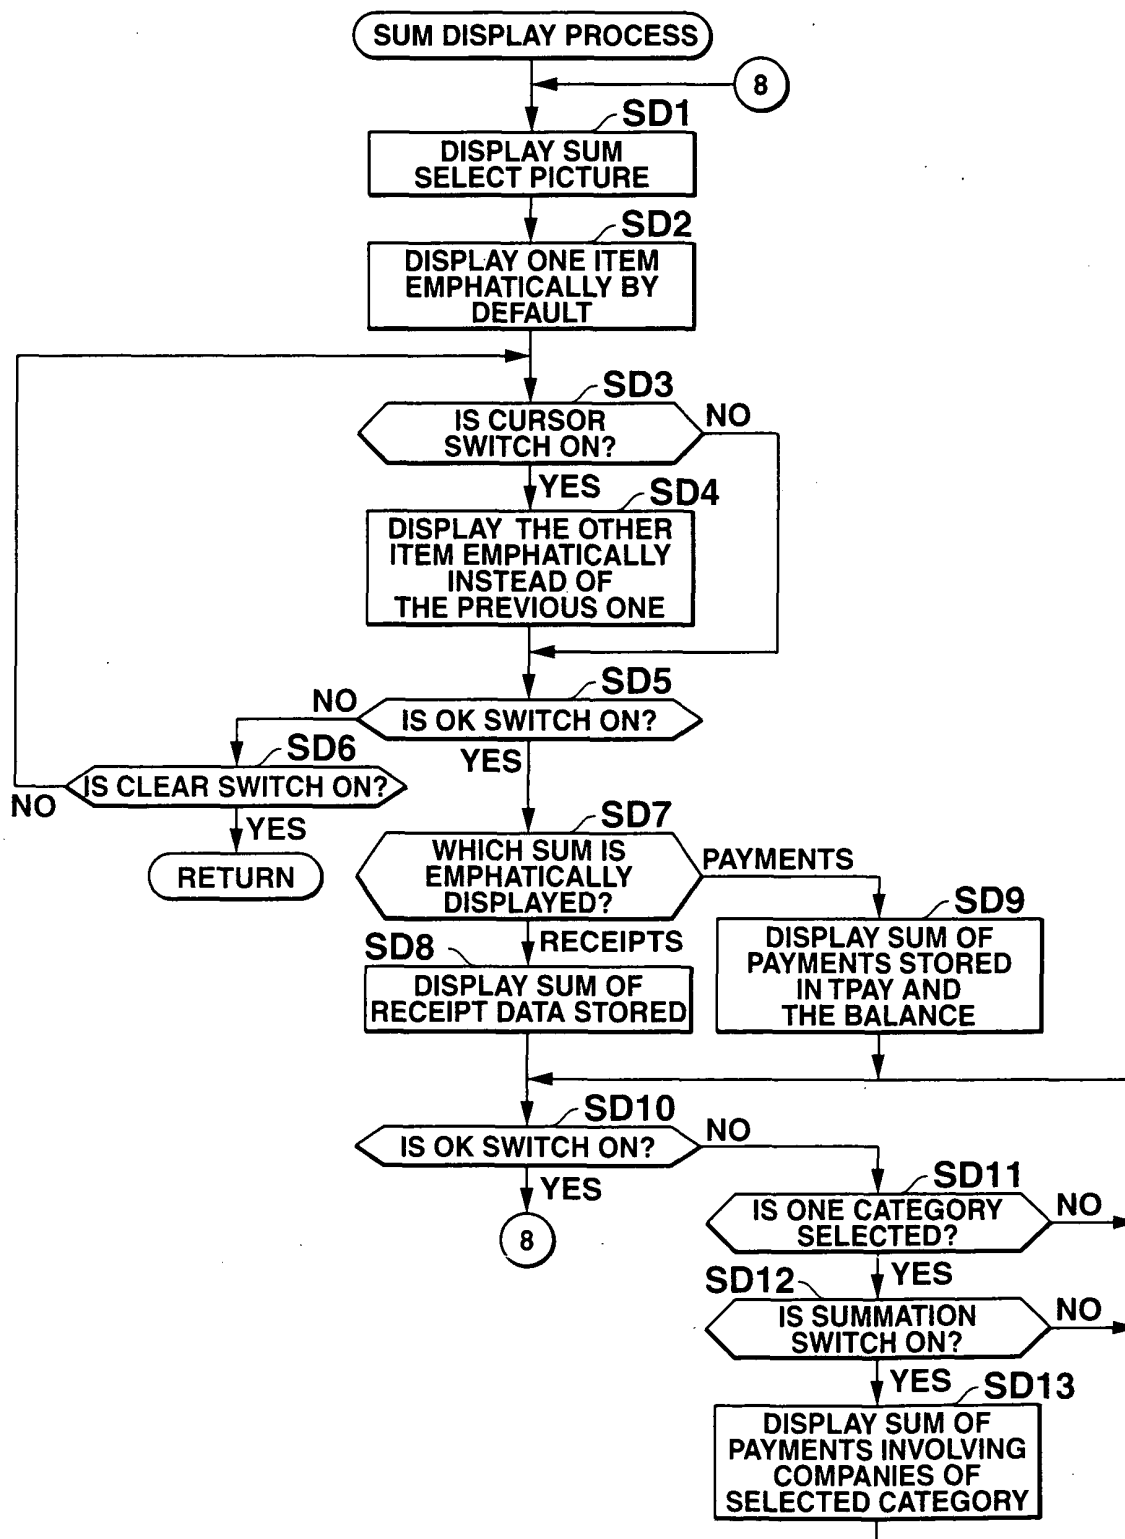 SUM DISPLAY PROCESS
8
SD1
DISPLAY SUM
SELECT PICTURE
SD2
DISPLAY ONE ITEM
EMPHATICALLY BY
DEFAULT
SD3
IS CURSOR
SWITCH ON?
NO
YES
SD4
DISPLAY THE OTHER
ITEM EMPHATICALLY
INSTEAD OF
THE PREVIOUS ONE
SD5
NO
IS OK SWITCH ON?
YES
SD6
IS CLEAR SWITCH ON?
NO
YES
RETURN
SD7
WHICH SUM IS
EMPHATICALLY
DISPLAYED?
PAYMENTS
RECEIPTS
SD8
DISPLAY SUM OF
RECEIPT DATA STORED
SD9
DISPLAY SUM OF
PAYMENTS STORED
IN TPAY AND
THE BALANCE
SD10
IS OK SWITCH ON?
NO
YES
8
SD11
IS ONE CATEGORY
SELECTED?
NO
YES
SD12
IS SUMMATION
SWITCH ON?
NO
YES
SD13
DISPLAY SUM OF
PAYMENTS INVOLVING
COMPANIES OF
SELECTED CATEGORY